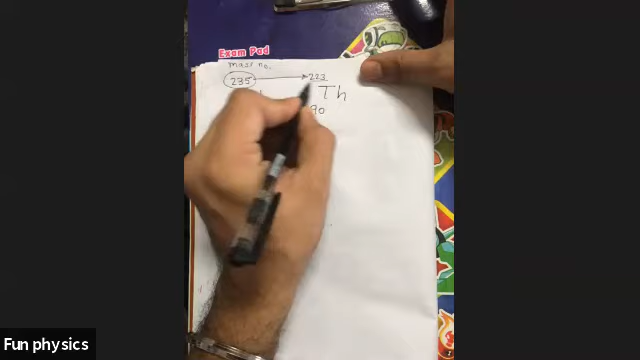 Exam Pad
mass no.
235 → 223
Th
90
Fun physics